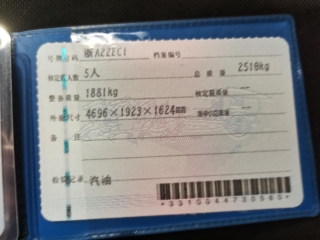 号牌号码 浙A22EC1 档案编号
核定载人数 5人 总质量 2518kg
整备质量 1881kg 核定载质量 --
外廓尺寸 4696×1923×1624mm 准牵引总质量 --
备注
检验记录 汽油
*3310044730560*